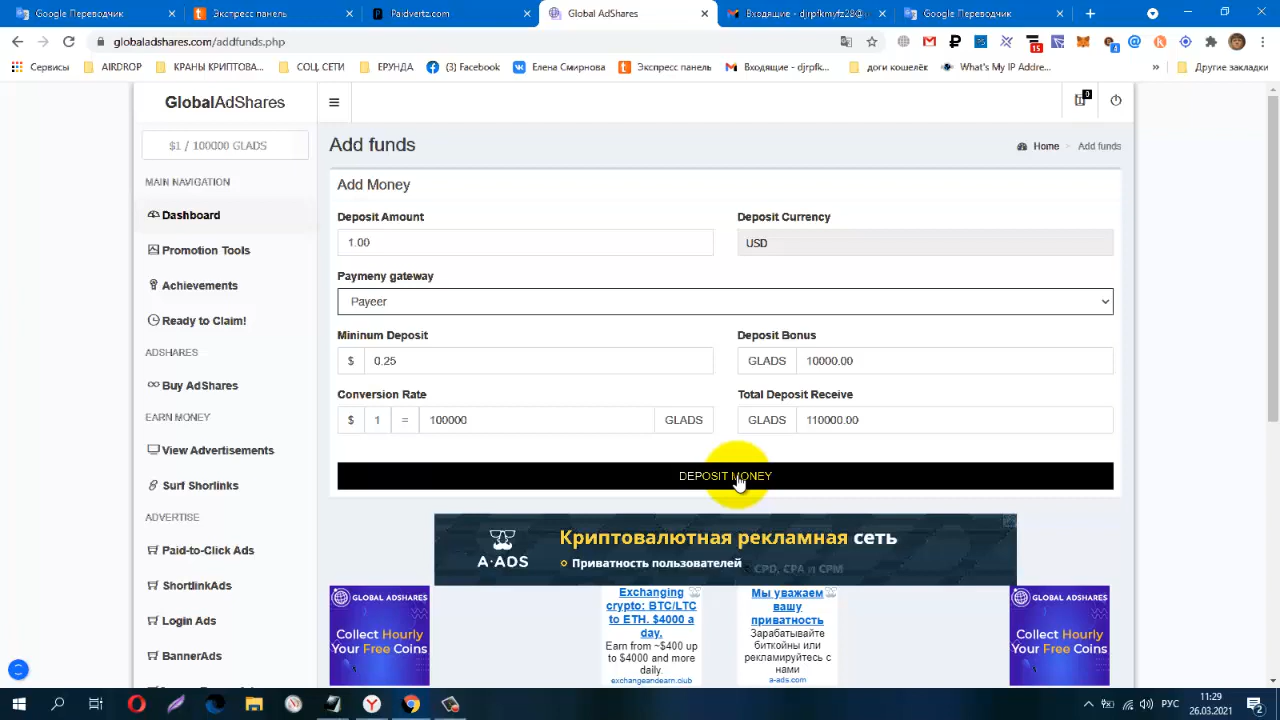 Google Переводчик
Заработок
Paidvertz.com
Global AdShares
Google Переводчик
globaladshares.com/addfunds.php
15
4
Сервисы
AIRDROP
КРАНЫ КРИПТОВА...
СОЦ. СЕТИ
ЕРУНДА
(3) Facebook
Елена Смирнова
Экспресс панель
Входящие - djrpfk...
доги кошелёк
What's My IP Addre...
»
Другие закладки
GlobalAdShares
0
$1 / 100000 GLADS
Add funds
Home > Add funds
MAIN NAVIGATION
Dashboard
Promotion Tools
Achievements
Ready to Claim!
ADSHARES
Buy AdShares
EARN MONEY
View Advertisements
Surf Shorlinks
ADVERTISE
Paid-to-Click Ads
ShortlinkAds
Login Ads
BannerAds
Add Money
Deposit Amount
Deposit Currency
1.00
USD
Paymeny gateway
Payeer
Minimum Deposit
Deposit Bonus
$ 0.25
GLADS 10000.00
Conversion Rate
Total Deposit Receive
$ 1 = 100000 GLADS
GLADS 110000.00
DEPOSIT MONEY
A-ADS
Криптовалютная рекламная сеть
Приватность пользователей
CPD, CPA и CPM
GLOBAL ADSHARES
Collect Hourly
Your Free Coins
Exchanging
crypto: BTC/LTC
to ETH. $4000 a
day.
Earn from ~$400 up
to $4000 and more
daily.
exchangeandearn.club
Мы уважаем
вашу
приватность
Зарабатывайте
биткойны или
рекламируйтесь с
нами
a-ads.com
GLOBAL ADSHARES
Collect Hourly
Your Free Coins
РУС
11:29
26.03.2021
2